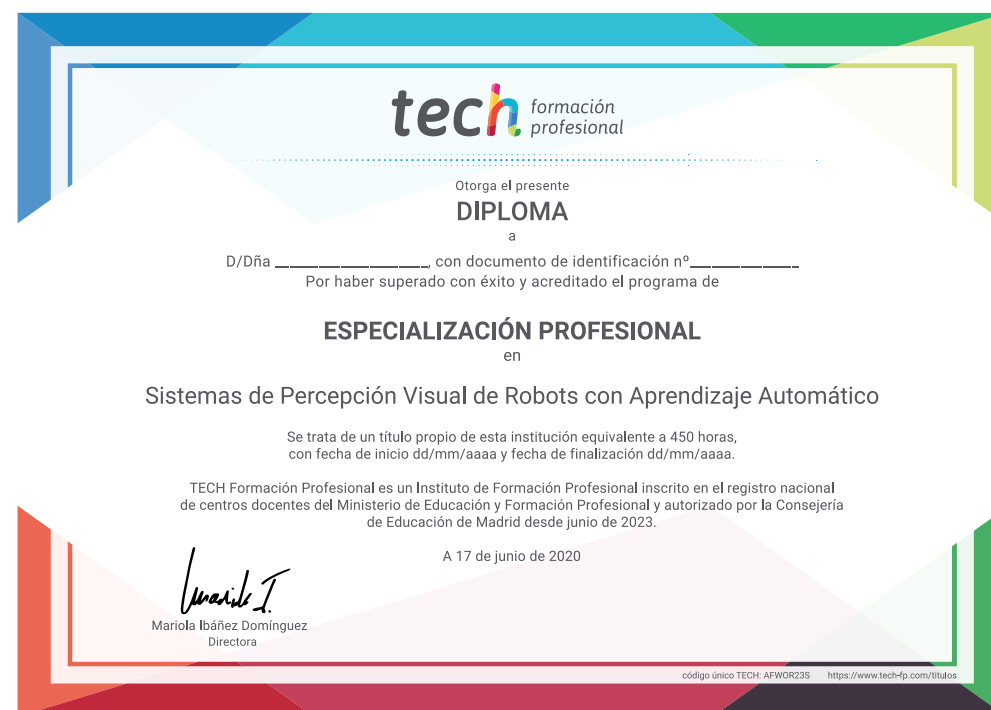 tech formación
profesional
Otorga el presente
DIPLOMA
a
D/Dña ____________________, con documento de identificación nº______________
Por haber superado con éxito y acreditado el programa de
ESPECIALIZACIÓN PROFESIONAL
en
Sistemas de Percepción Visual de Robots con Aprendizaje Automático
Se trata de un título propio de esta institución equivalente a 450 horas,
con fecha de inicio dd/mm/aaaa y fecha de finalización dd/mm/aaaa.
TECH Formación Profesional es un Instituto de Formación Profesional inscrito en el registro nacional
de centros docentes del Ministerio de Educación y Formación Profesional y autorizado por la Consejería
de Educación de Madrid desde junio de 2023.
A 17 de junio de 2020
Mariola Ibáñez Domínguez
Directora
código único TECH: AFWOR23S https://www.tech-fp.com/titulos